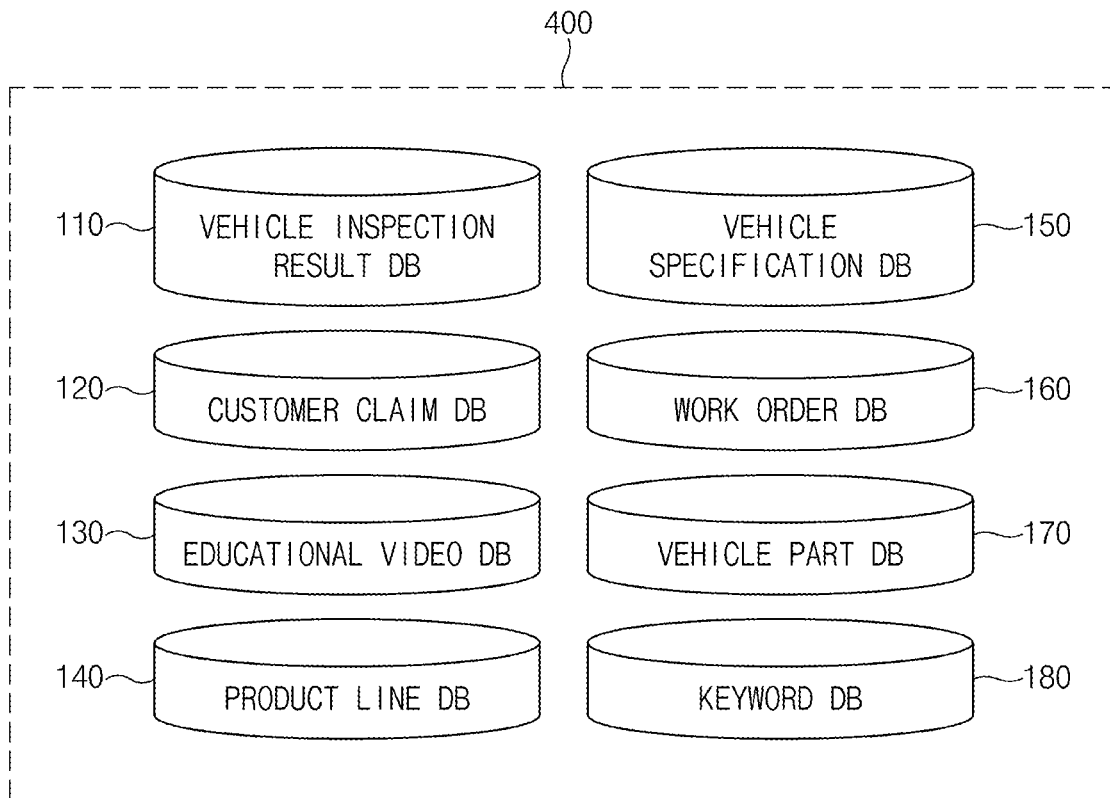 400
110
VEHICLE INSPECTION
RESULT DB
VEHICLE
SPECIFICATION DB
150
120
CUSTOMER CLAIM DB
WORK ORDER DB
160
130
EDUCATIONAL VIDEO DB
VEHICLE PART DB
170
140
PRODUCT LINE DB
KEYWORD DB
180